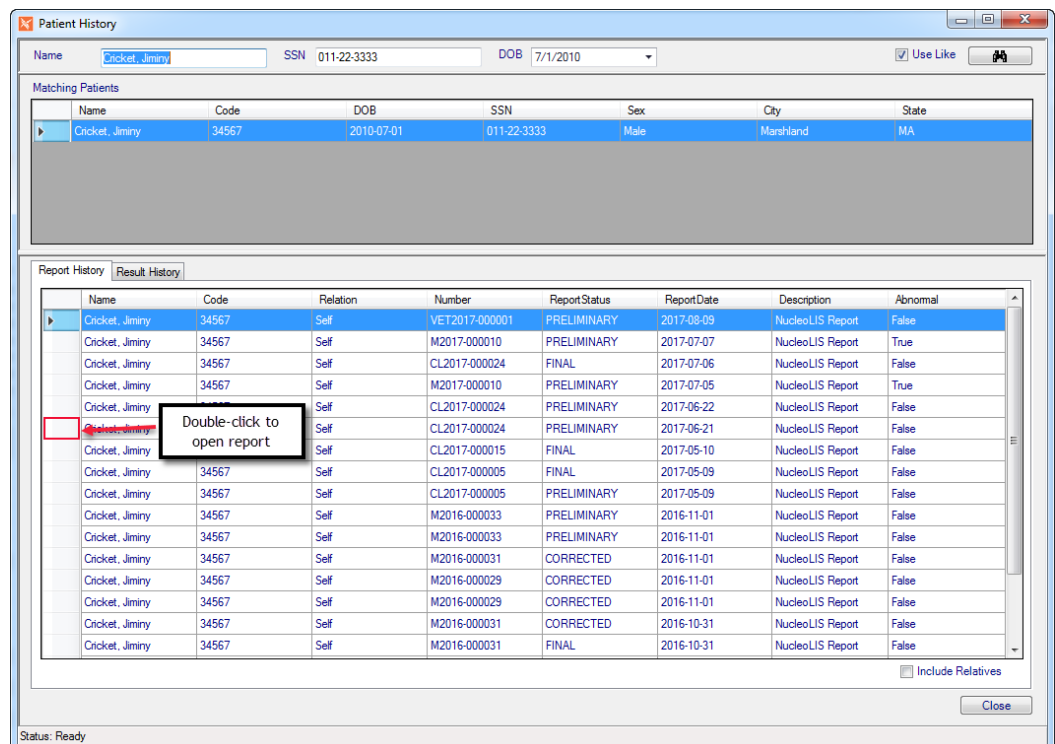 Patient History
Name Cricket, Jiminy SSN 011-22-3333 DOB 7/1/2010 Use Like
Matching Patients
Name Code DOB SSN Sex City State
Cricket, Jiminy 34567 2010-07-01 011-22-3333 Male Marshland MA
Report History Result History
Name Code Relation Number ReportStatus ReportDate Description Abnormal
Cricket, Jiminy 34567 Self VET2017-000001 PRELIMINARY 2017-08-09 NucleoLIS Report False
Cricket, Jiminy 34567 Self M2017-000010 PRELIMINARY 2017-07-07 NucleoLIS Report True
Cricket, Jiminy 34567 Self CL2017-000024 FINAL 2017-07-06 NucleoLIS Report False
Cricket, Jiminy 34567 Self M2017-000010 PRELIMINARY 2017-07-05 NucleoLIS Report True
Cricket, Jiminy Self CL2017-000024 PRELIMINARY 2017-06-22 NucleoLIS Report False
Cricket, Jiminy Self CL2017-000024 PRELIMINARY 2017-06-21 NucleoLIS Report False
Double-click to
open report
Cricket, Jiminy Self CL2017-000015 FINAL 2017-05-10 NucleoLIS Report False
Cricket, Jiminy 34567 Self CL2017-000005 FINAL 2017-05-09 NucleoLIS Report False
Cricket, Jiminy 34567 Self CL2017-000005 PRELIMINARY 2017-05-09 NucleoLIS Report False
Cricket, Jiminy 34567 Self M2016-000033 PRELIMINARY 2016-11-01 NucleoLIS Report False
Cricket, Jiminy 34567 Self M2016-000033 PRELIMINARY 2016-11-01 NucleoLIS Report False
Cricket, Jiminy 34567 Self M2016-000031 CORRECTED 2016-11-01 NucleoLIS Report False
Cricket, Jiminy 34567 Self M2016-000029 CORRECTED 2016-11-01 NucleoLIS Report False
Cricket, Jiminy 34567 Self M2016-000029 CORRECTED 2016-11-01 NucleoLIS Report False
Cricket, Jiminy 34567 Self M2016-000031 CORRECTED 2016-10-31 NucleoLIS Report False
Cricket, Jiminy 34567 Self M2016-000031 FINAL 2016-10-31 NucleoLIS Report False
Include Relatives
Close
Status: Ready